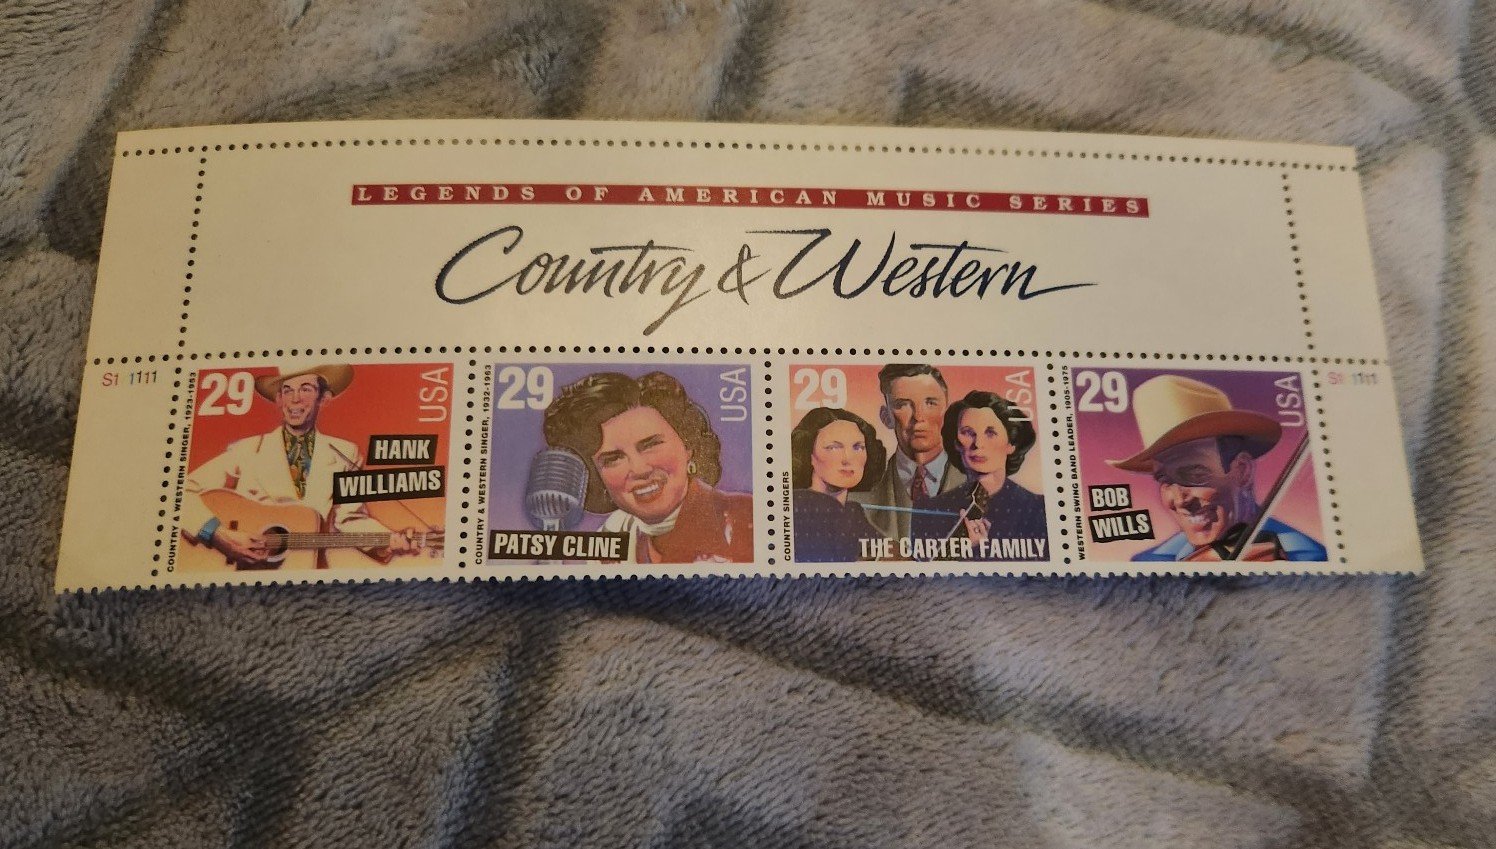 LEGENDS OF AMERICAN MUSIC SERIES
Country & Western
S1 1111
S1 1111
COUNTRY & WESTERN SINGER, 1923-1953
29
USA
HANK
WILLIAMS
COUNTRY & WESTERN SINGER, 1932-1963
29
USA
PATSY CLINE
COUNTRY SINGERS
29
USA
THE CARTER FAMILY
WESTERN SWING BAND LEADER, 1905-1975
29
USA
BOB
WILLS